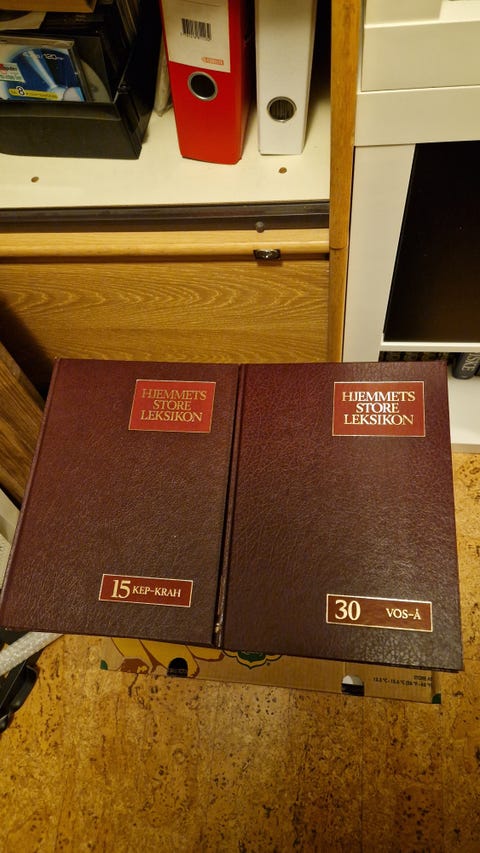 HJEMMETS
STORE
LEKSIKON
15 KEP-KRAH
HJEMMETS
STORE
LEKSIKON
30 VOS-Å